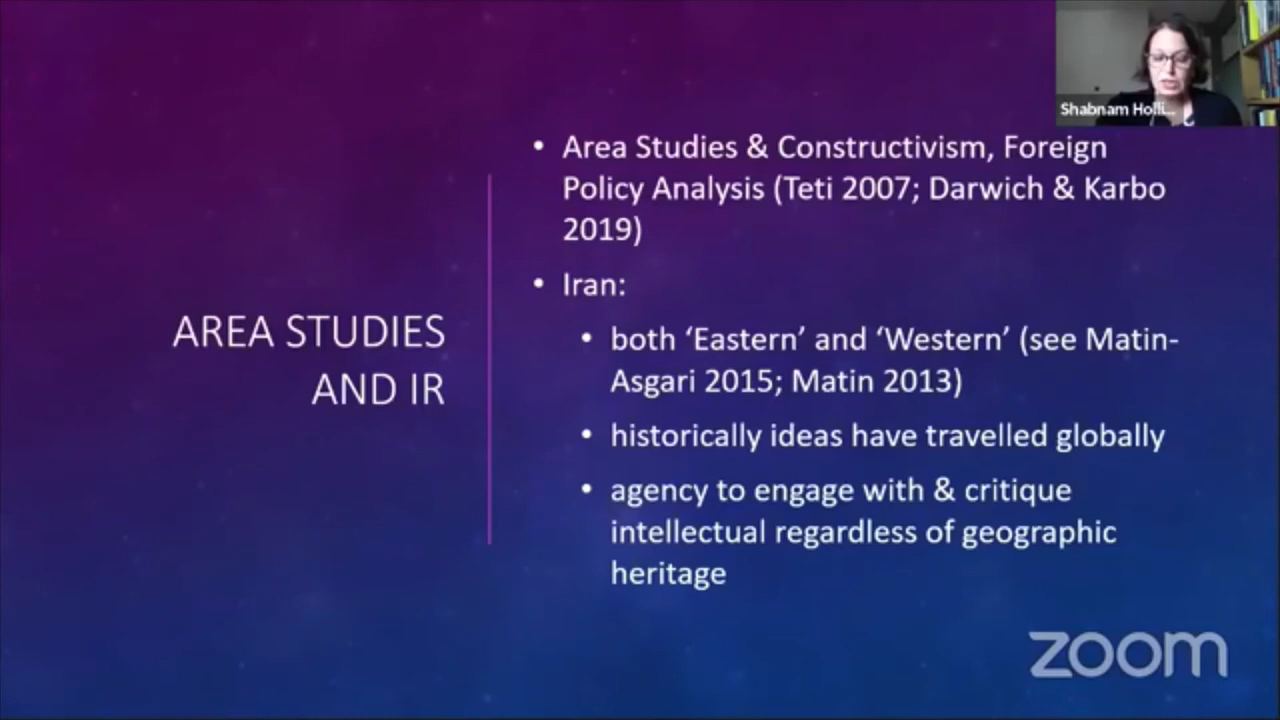 Shabnam Holli...
• Area Studies & Constructivism, Foreign
Policy Analysis (Teti 2007; Darwich & Karbo
2019)
• Iran:
• both ‘Eastern’ and ‘Western’ (see Matin-
Asgari 2015; Matin 2013)
• historically ideas have travelled globally
• agency to engage with & critique
intellectual regardless of geographic
heritage
AREA STUDIES
AND IR
zoom